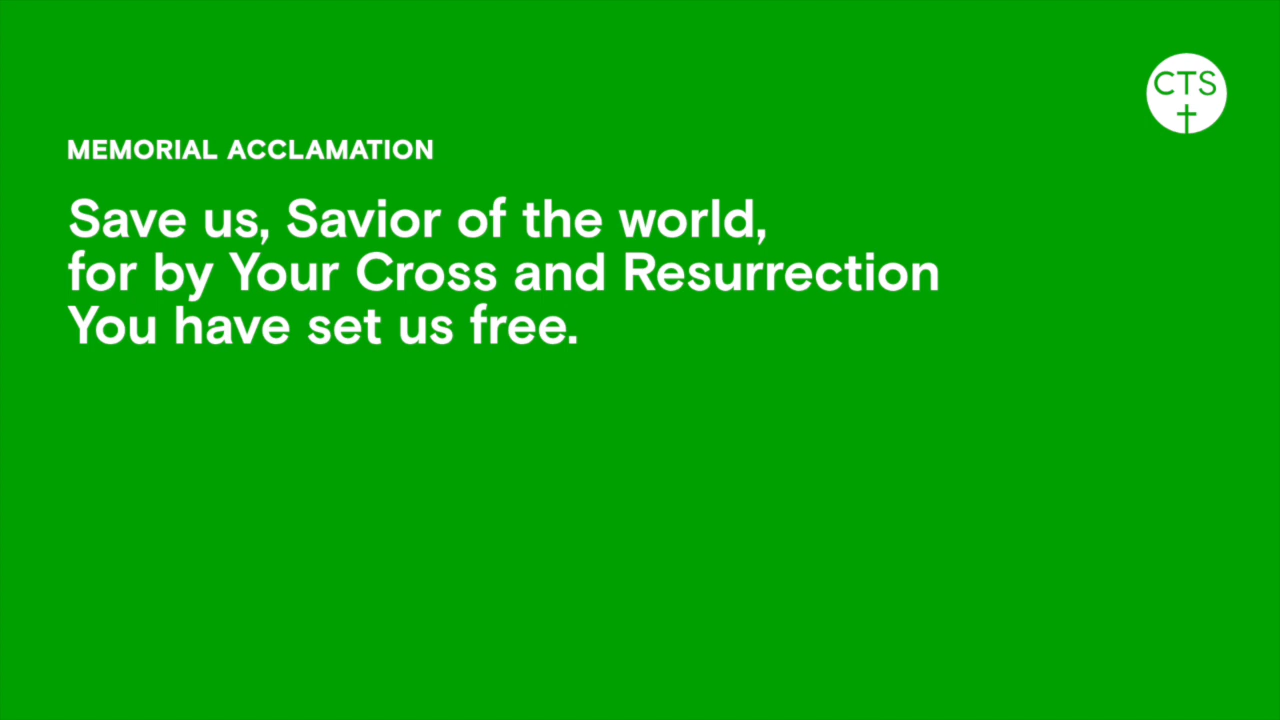 CTS
MEMORIAL ACCLAMATION
Save us, Savior of the world,
for by Your Cross and Resurrection
You have set us free.